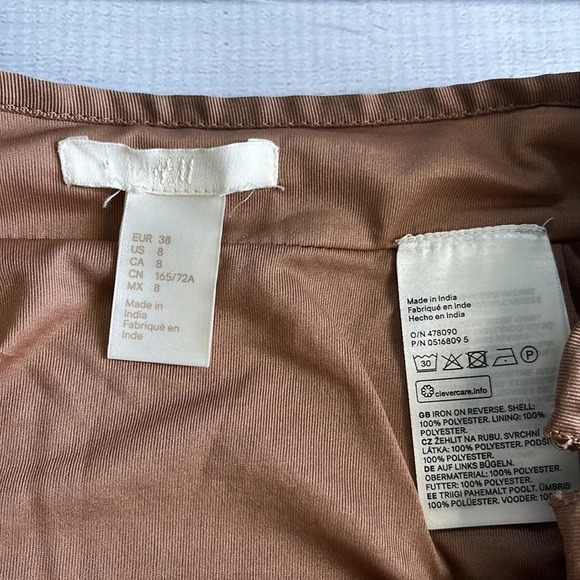 EUR 38
US 8
CA 8
CN 165/72A
MX 8
Made in
India
Fabriqué en
Inde
Made in India
Fabriqué en Inde
Hecho en India
O/N 478090
P/N 0516809 5
30
P
clevercare.info
GB IRON ON REVERSE. SHELL:
100% POLYESTER. LINING: 100%
POLYESTER.
CZ ŽEHLIT NA RUBU. SVRCHNÍ
LÁTKA: 100% POLYESTER. PODŠÍ
100% POLYESTER.
DE AUF LINKS BÜGELN.
OBERMATERIAL: 100% POLYESTER.
FUTTER: 100% POLYESTER.
EE TRIIGI PAHEMALT POOLT. ÜMBRIS
100% POLÜESTER. VOODER: 100%